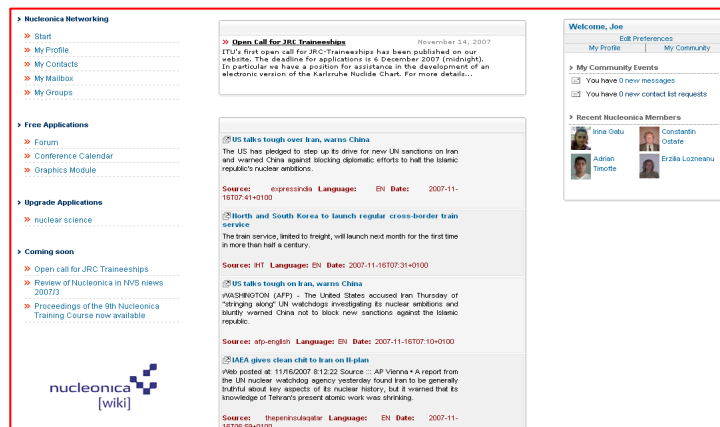 Nucleonica Networking
Start
My Profile
My Contacts
My Mailbox
My Groups
Free Applications
Forum
Conference Calendar
Graphics Module
Upgrade Applications
nuclear science
Coming soon
Open call for JRC Traineeships
Review of Nucleonica in NVS niews
2007/3
Proceedings of the 9th Nucleonica
Training Course now available
nucleonica
[wiki]
Open Call for JRC Traineeships November 14, 2007
ITU's first open call for JRC-Traineeships has been published on our
website. The deadline for applications is 6 December 2007 (midnight).
In particular we have a position for assistance in the development of an
electronic version of the Karlsruhe Nuclide Chart. For more details...
US talks tough over Iran, warns China
The US has pledged to step up its drive for new UN sanctions on Iran
and warned China against blocking diplomatic efforts to halt the Islamic
republic's nuclear ambitions.
Source: expressindia Language: EN Date: 2007-11-
16T07:41+0100
North and South Korea to launch regular cross-border train
service
The train service, limited to freight, will launch next month for the first time
in more than half a century.
Source: IHT Language: EN Date: 2007-11-16T07:31+0100
US talks tough on Iran, warns China
WASHINGTON (AFP) - The United States accused Iran Thursday of
"stringing along" UN watchdogs investigating its nuclear ambitions and
bluntly warned China not to block new sanctions against the Islamic
republic.
Source: afp-english Language: EN Date: 2007-11-16T07:10+0100
IAEA gives clean chit to Iran on N-plan
Web posted at: 11/16/2007 8:12:22 Source ::: AP Vienna • A report from
the UN nuclear watchdog agency yesterday found Iran to be generally
truthful about key aspects of its nuclear history, but it warned that its
knowledge of Tehran's present atomic work was shrinking.
Source: thepeninsulaqatar Language: EN Date: 2007-11-
16T06:59+0100
Welcome, Joe
Edit Preferences
My Profile My Community
My Community Events
You have 0 new messages
You have 0 new contact list requests
Recent Nucleonica Members
Irina Gatu
Constantin
Ostafe
Adrian
Timotte
Erzilia Lozneanu